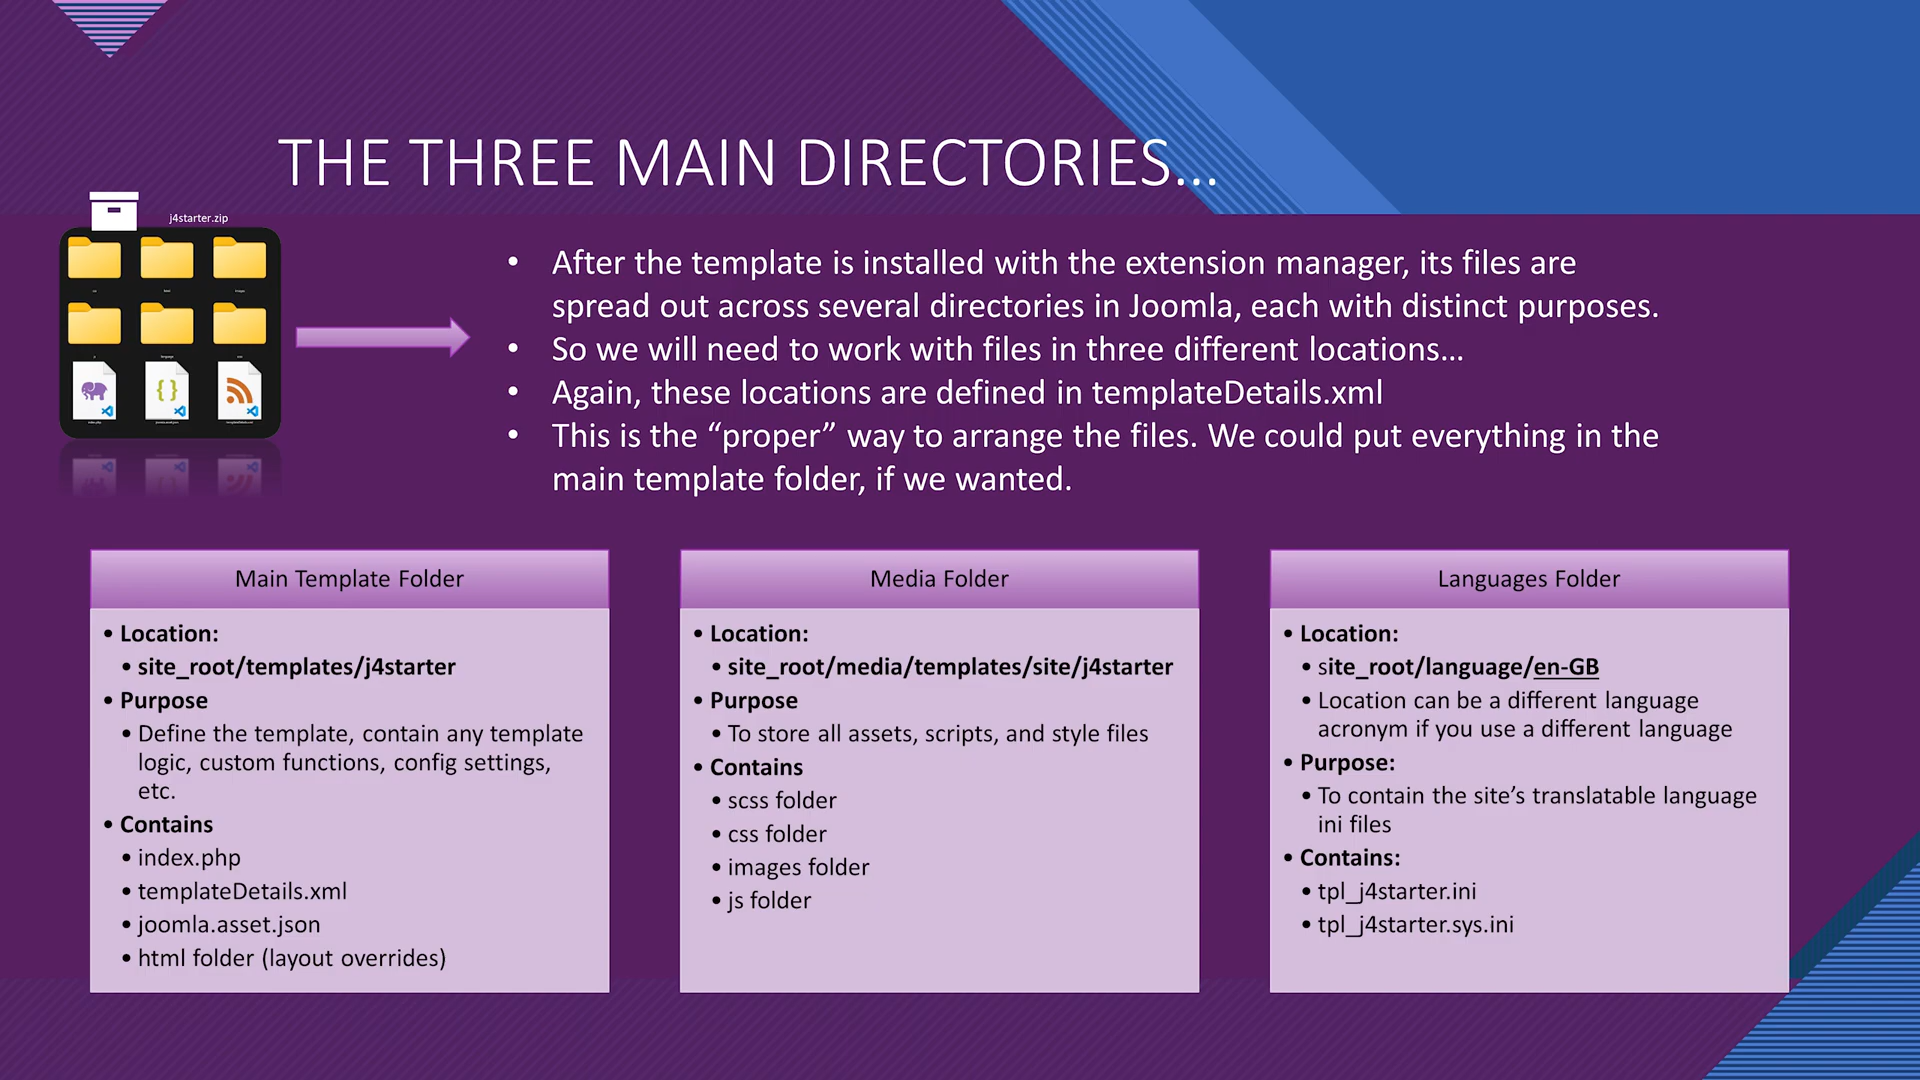 THE THREE MAIN DIRECTORIES...
j4starter.zip
• After the template is installed with the extension manager, its files are
spread out across several directories in Joomla, each with distinct purposes.
• So we will need to work with files in three different locations...
• Again, these locations are defined in templateDetails.xml
• This is the “proper” way to arrange the files. We could put everything in the
main template folder, if we wanted.
Main Template Folder
• Location:
• site_root/templates/j4starter
• Purpose
• Define the template, contain any template
logic, custom functions, config settings,
etc.
• Contains
• index.php
• templateDetails.xml
• joomla.asset.json
• html folder (layout overrides)
Media Folder
• Location:
• site_root/media/templates/site/j4starter
• Purpose
• To store all assets, scripts, and style files
• Contains
• scss folder
• css folder
• images folder
• js folder
Languages Folder
• Location:
• site_root/language/en-GB
• Location can be a different language
acronym if you use a different language
• Purpose:
• To contain the site’s translatable language
ini files
• Contains:
• tpl_j4starter.ini
• tpl_j4starter.sys.ini